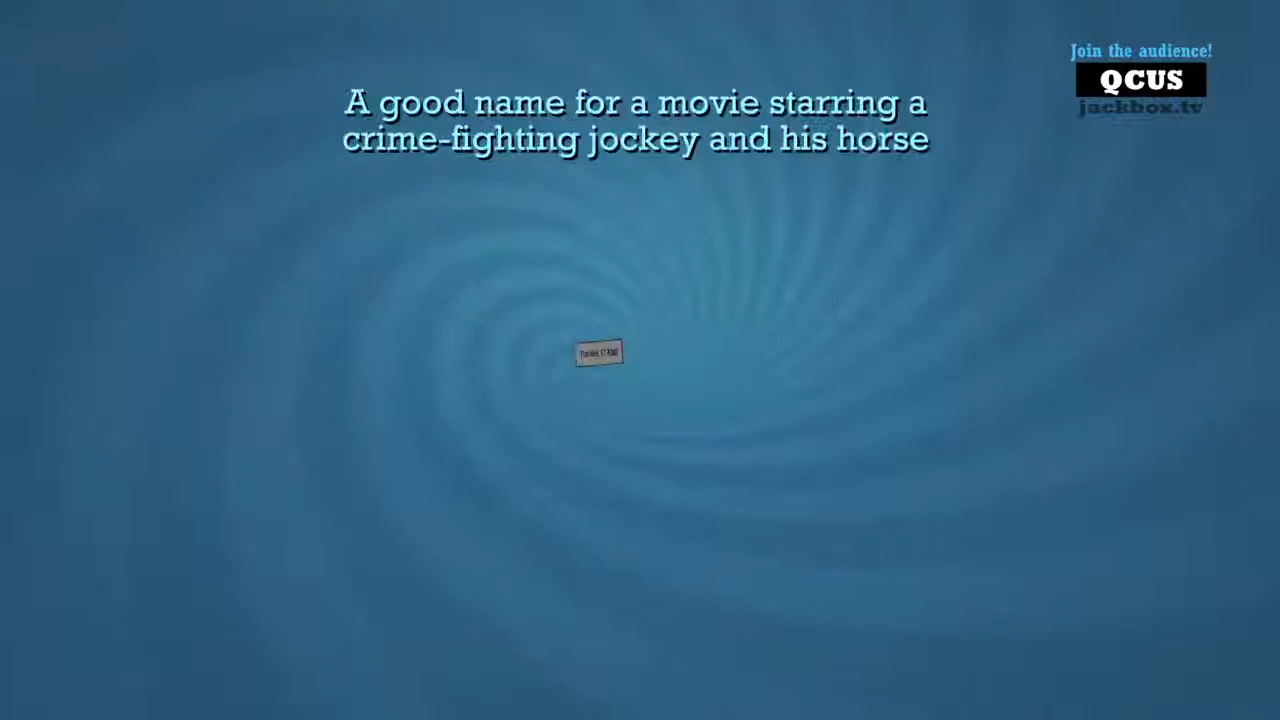 Join the audience!
QCUS
jackbox.tv
A good name for a movie starring a
crime-fighting jockey and his horse